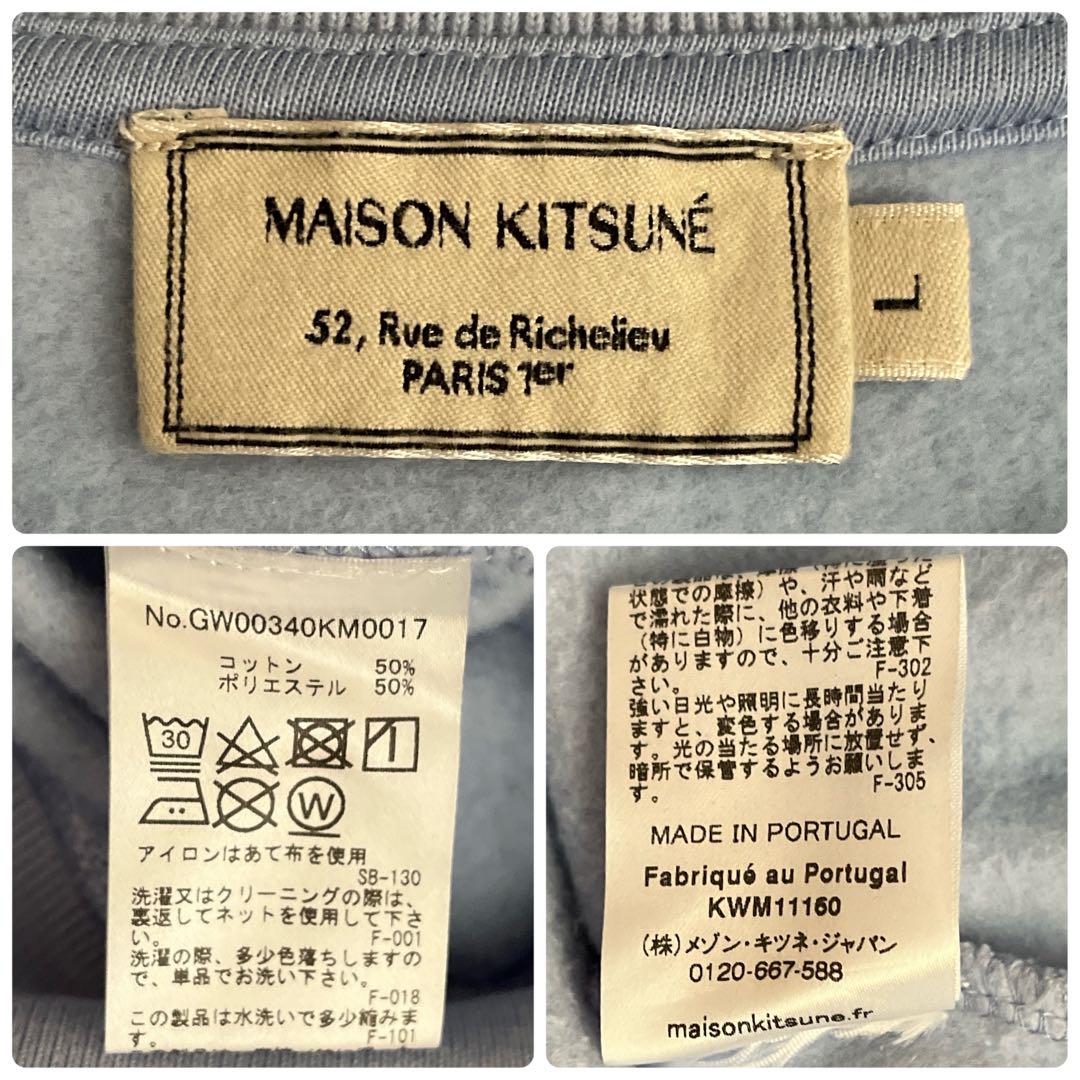 MAISON KITSUNÉ
52, Rue de Richelieu
PARIS 1er
L
No.GW00340KM0017
コットン 50%
ポリエステル 50%
30
W
アイロンはあて布を使用
SB-130
洗濯又はクリーニングの際は、
裏返してネットを使用して下さ
い。
F-001
洗濯の際、多少色落ちしますの
で、単品でお洗い下さい。
F-018
この製品は水洗いで多少縮みま
す。
F-101
状態での摩擦）や、汗や雨など
で濡れた際に、他の衣料や下着
（特に白物）に色移りする場合
がありますので、十分ご注意下
さい。
F-302
強い日光や照明に長時間当たり
ますと、変色する場合がありま
す。光の当たる場所に放置せず、
暗所で保管するようお願いしま
す。
F-305
MADE IN PORTUGAL
Fabriqué au Portugal
KWM11160
（株）メゾン・キツネ・ジャパン
0120-667-588
maisonkitsune.fr